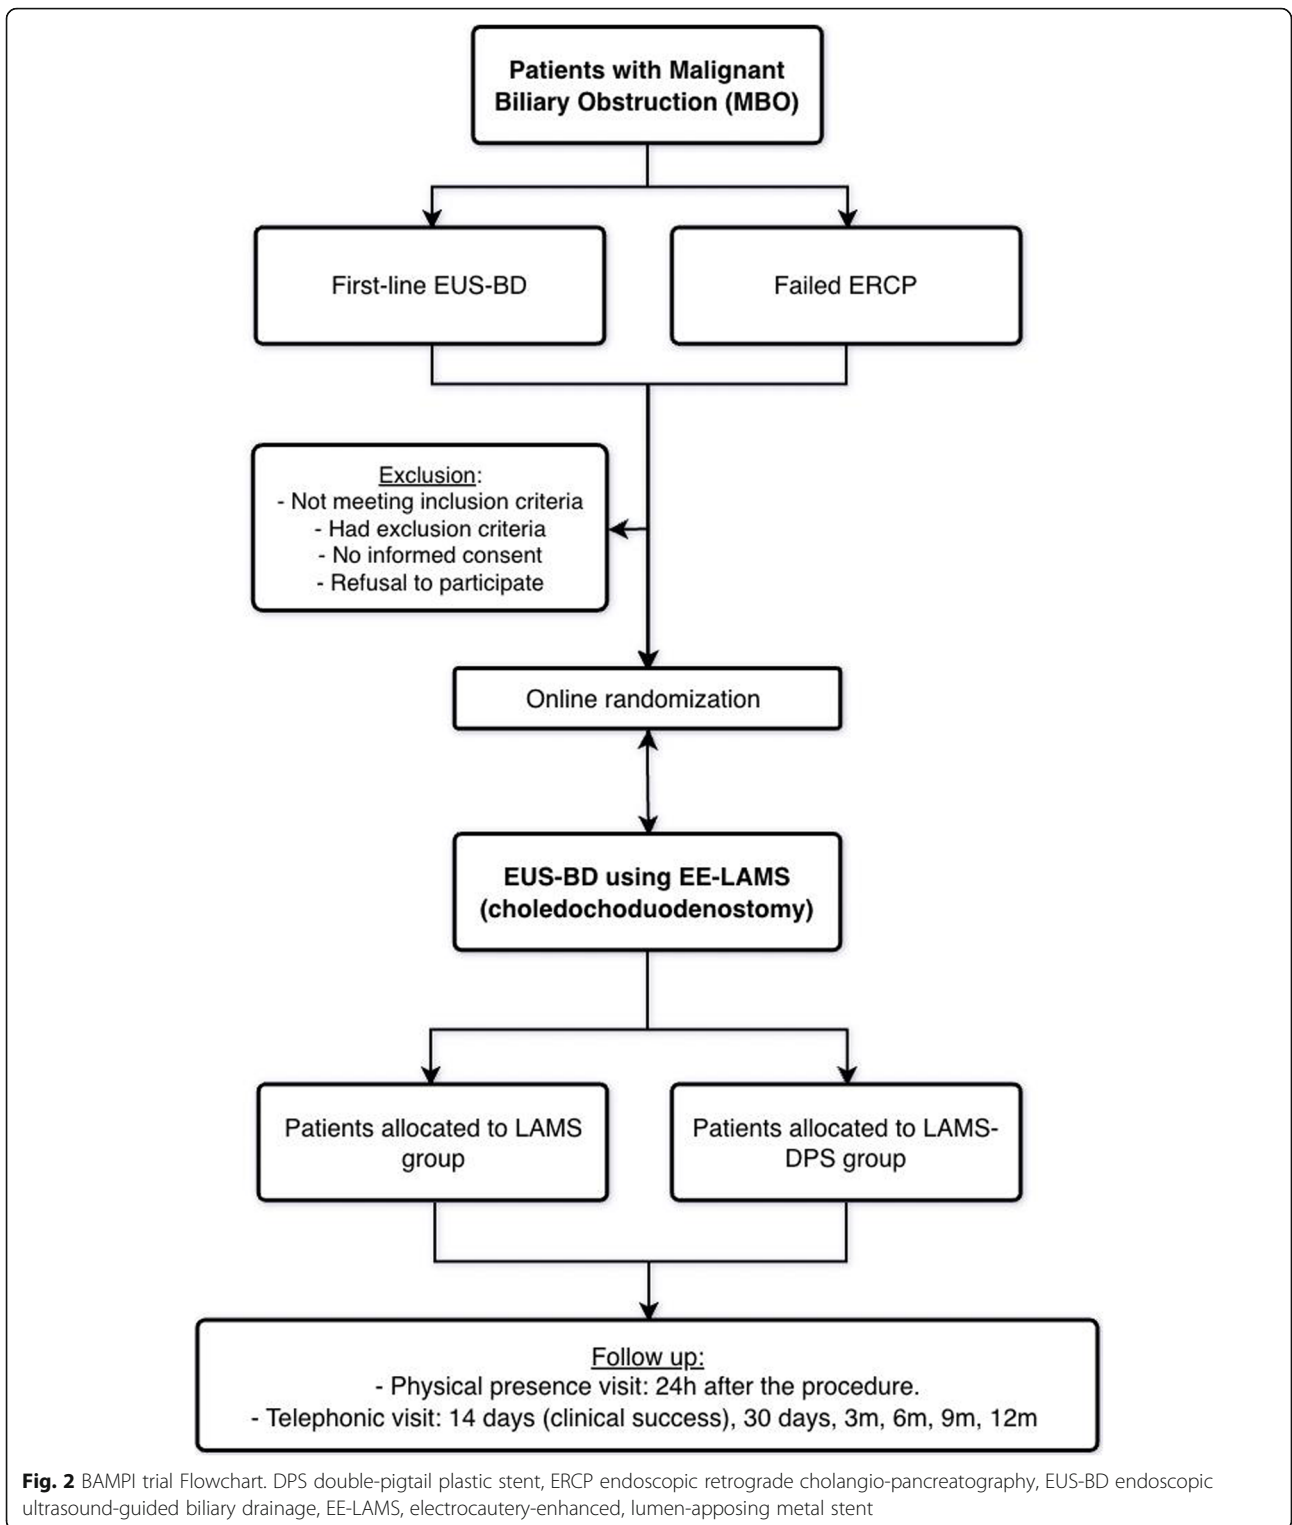 Patients with Malignant
Biliary Obstruction (MBO)
First-line EUS-BD
Failed ERCP
Exclusion:
- Not meeting inclusion criteria
- Had exclusion criteria
- No informed consent
- Refusal to participate
Online randomization
EUS-BD using EE-LAMS
(choledochoduodenostomy)
Patients allocated to LAMS
group
Patients allocated to LAMS-
DPS group
Follow up:
- Physical presence visit: 24h after the procedure.
- Telephonic visit: 14 days (clinical success), 30 days, 3m, 6m, 9m, 12m
Fig. 2 BAMPI trial Flowchart. DPS double-pigtail plastic stent, ERCP endoscopic retrograde cholangio-pancreatography, EUS-BD endoscopic
ultrasound-guided biliary drainage, EE-LAMS, electrocautery-enhanced, lumen-apposing metal stent